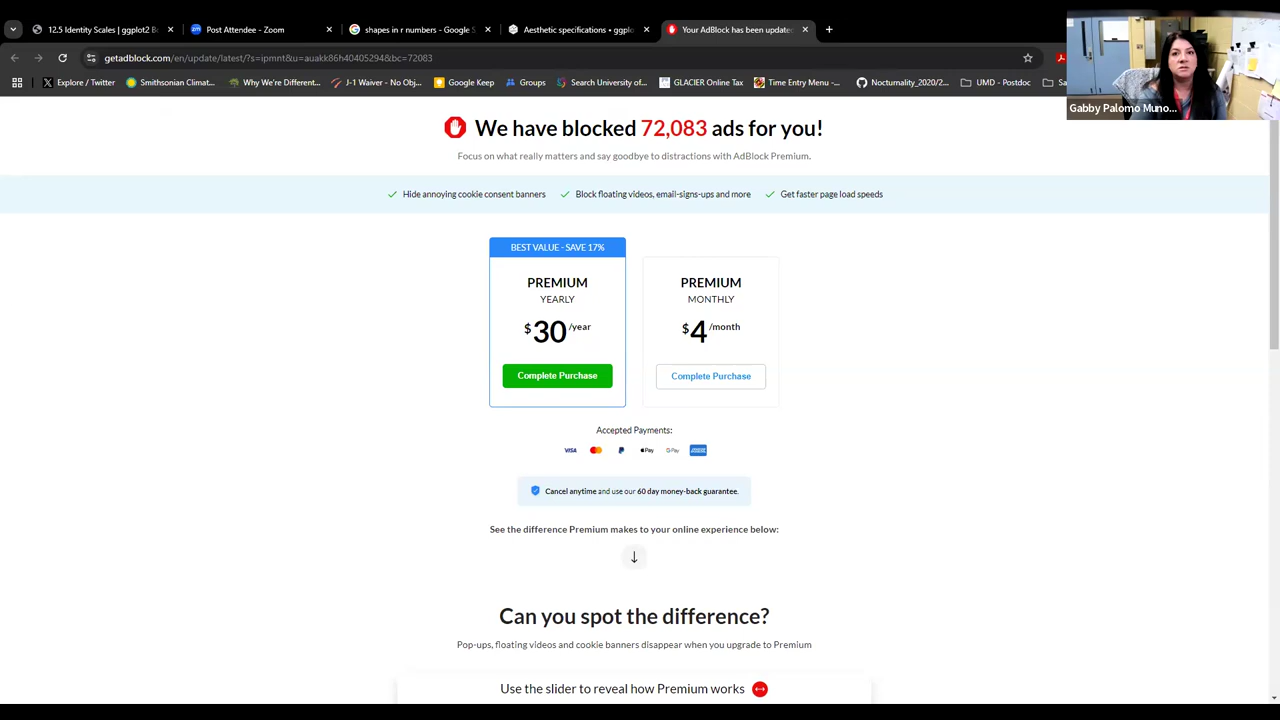 12.5 Identity Scales | ggplot2 B
Post Attendee - Zoom
shapes in r numbers - Google S
Aesthetic specifications • ggplo
Your AdBlock has been updated
getadblock.com/en/update/latest/?s=ipmnt&u=auakk86h40405294&bc=72083
Explore / Twitter
Smithsonian Climat...
Why We're Different...
J-1 Waiver - No Obj...
Google Keep
Groups
Search University of...
GLACIER Online Tax
Time Entry Menu -...
Nocturnality_2020/2...
UMD - Postdoc
Sa
Gabby Palomo Muno...
We have blocked 72,083 ads for you!
Focus on what really matters and say goodbye to distractions with AdBlock Premium.
Hide annoying cookie consent banners
Block floating videos, email-signs-ups and more
Get faster page load speeds
BEST VALUE - SAVE 17%
PREMIUM
YEARLY
$30/year
Complete Purchase
PREMIUM
MONTHLY
$4/month
Complete Purchase
Accepted Payments:
VISA
Pay
G Pay
Cancel anytime and use our 60 day money-back guarantee.
See the difference Premium makes to your online experience below:
Can you spot the difference?
Pop-ups, floating videos and cookie banners disappear when you upgrade to Premium
Use the slider to reveal how Premium works